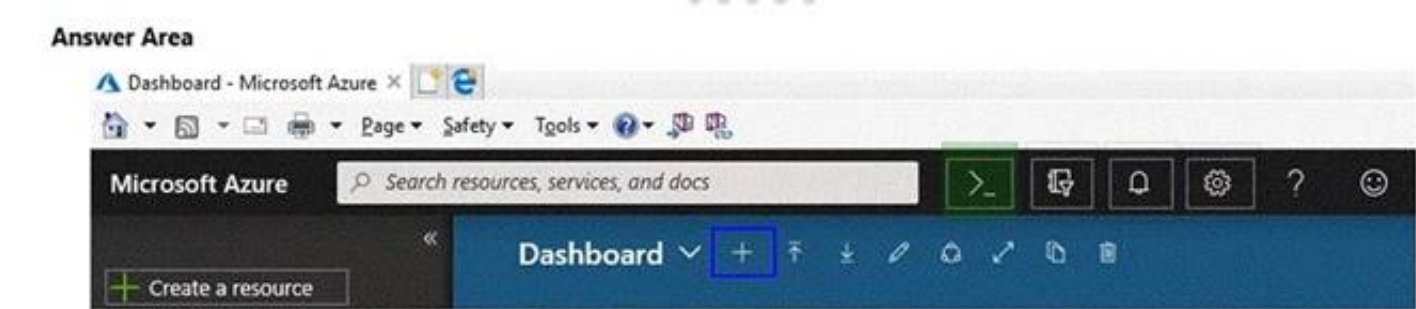 Answer Area
Dashboard - Microsoft Azure ×
Page Safety Tools
Microsoft Azure Search resources, services, and docs >_ ?
«
Dashboard +
+ Create a resource